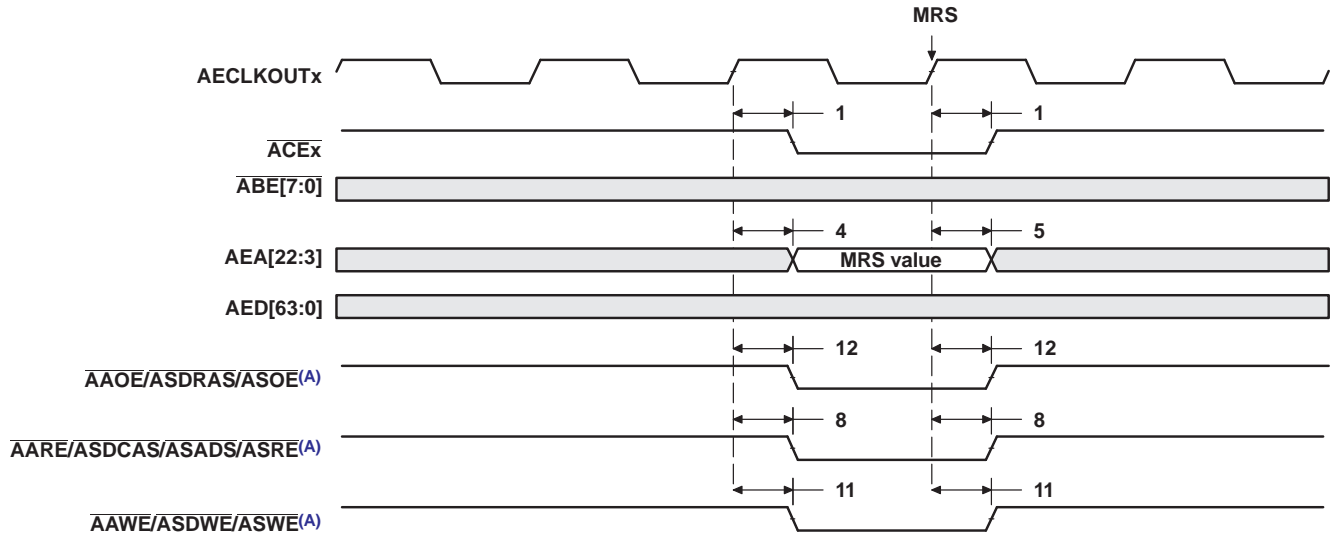 MRS
AECLKOUTx
1 1
ACEx
ABE[7:0]
4 5
AEA[22:3] MRS value
AED[63:0]
12 12
AAOE/ASDRAS/ASOE(A)
8 8
AARE/ASDCAS/ASADS/ASRE(A)
11 11
AAWE/ASDWE/ASWE(A)